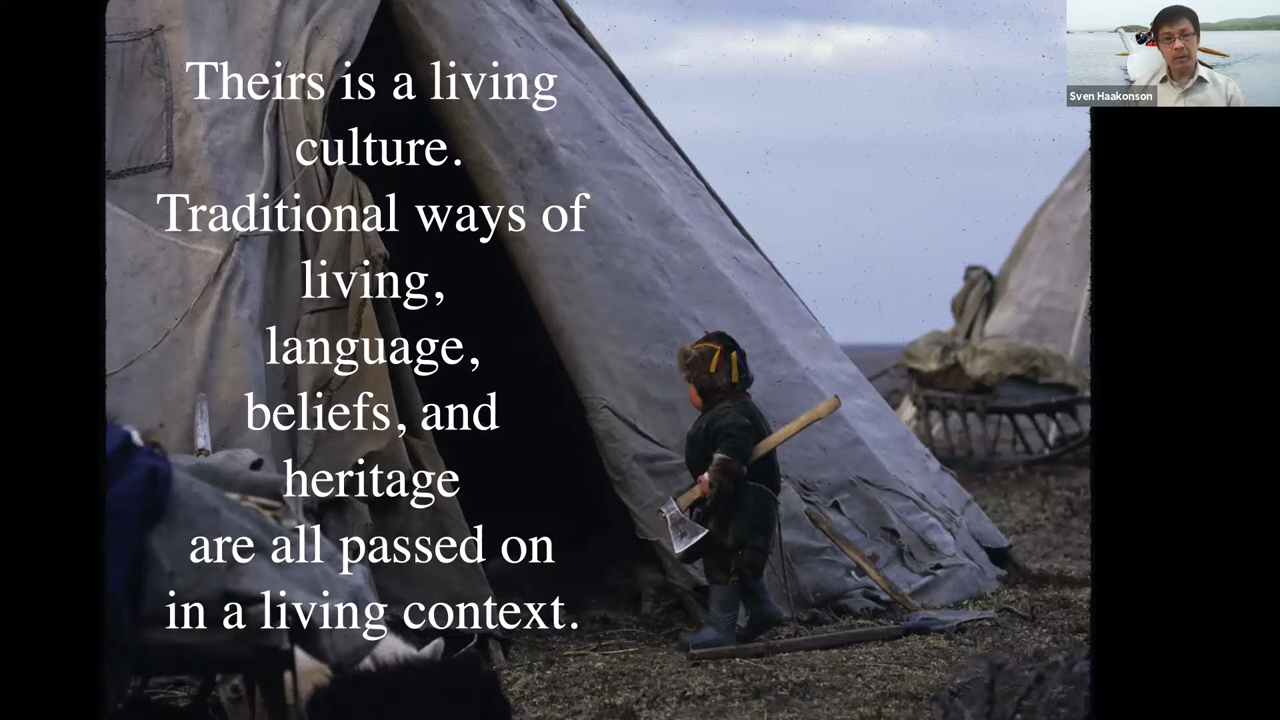 Theirs is a living
culture.
Traditional ways of
living,
language,
beliefs, and
heritage
are all passed on
in a living context.
Sven Haakonson